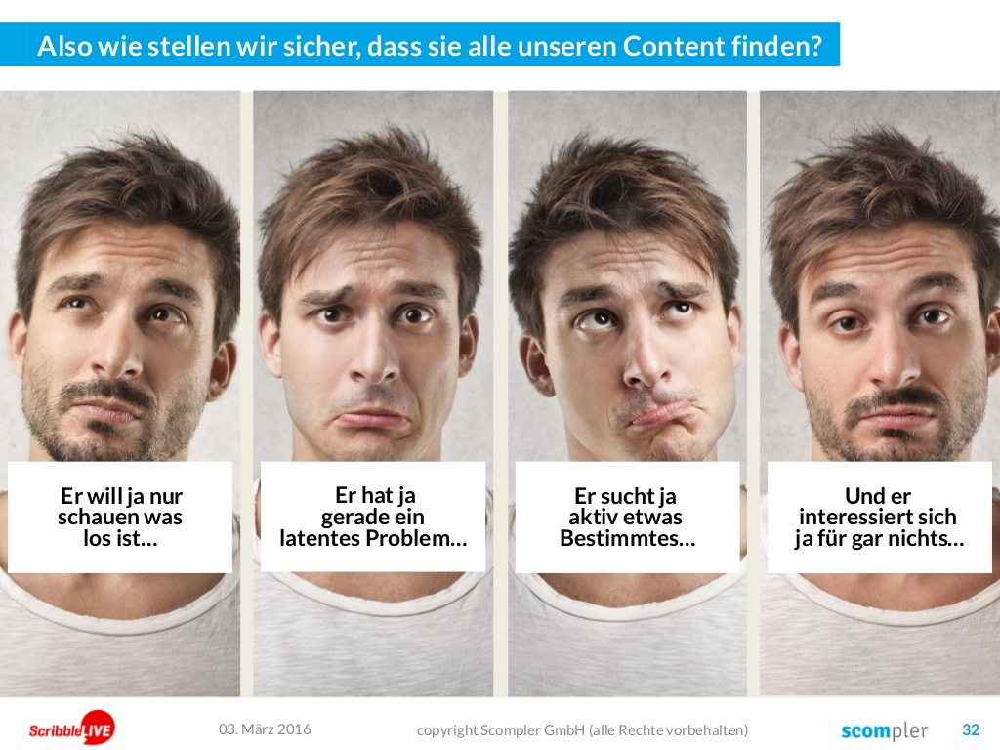 Also wie stellen wir sicher, dass sie alle unseren Content finden?
Er will ja nur
schauen was
los ist...
Er hat ja
gerade ein
latentes Problem...
Er sucht ja
aktiv etwas
Bestimmtes...
Und er
interessiert sich
ja für gar nichts...
ScribbleLIVE
03. März 2016
copyright Scompler GmbH (alle Rechte vorbehalten)
scompler
32